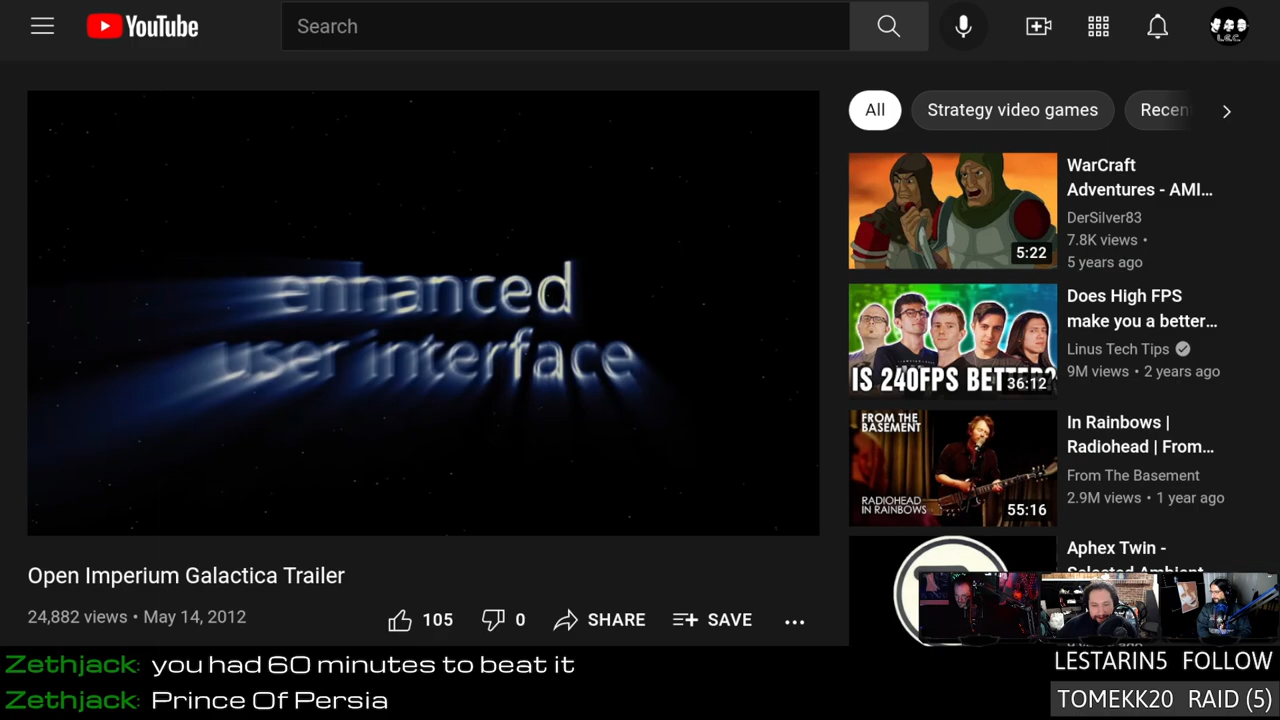 YouTube
Search
L.G.C.
enhanced
user interface
Open Imperium Galactica Trailer
24,882 views • May 14, 2012
105
0
SHARE
SAVE
All
Strategy video games
Recen
WarCraft
Adventures - AMI...
DerSilver83
7.8K views •
5 years ago
5:22
Does High FPS
make you a better...
Linus Tech Tips
9M views • 2 years ago
IS 240FPS BETTER?
36:12
In Rainbows |
Radiohead | From...
From The Basement
2.9M views • 1 year ago
FROM THE
BASEMENT
RADIOHEAD
IN RAINBOWS
55:16
Aphex Twin -
Selected Ambient
Zethjack: you had 60 minutes to beat it
Zethjack: Prince Of Persia
LESTARIN5 FOLLOW
TOMEKK20 RAID (5)